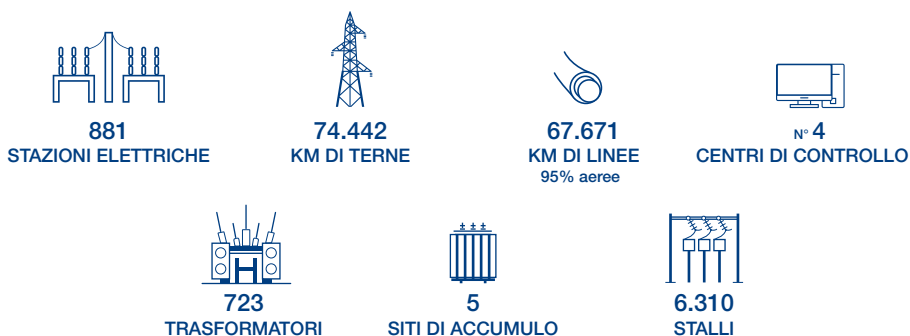 881
STAZIONI ELETTRICHE
74.442
KM DI TERNE
67.671
KM DI LINEE
95% aeree
N° 4
CENTRI DI CONTROLLO
723
TRASFORMATORI
5
SITI DI ACCUMULO
6.310
STALLI